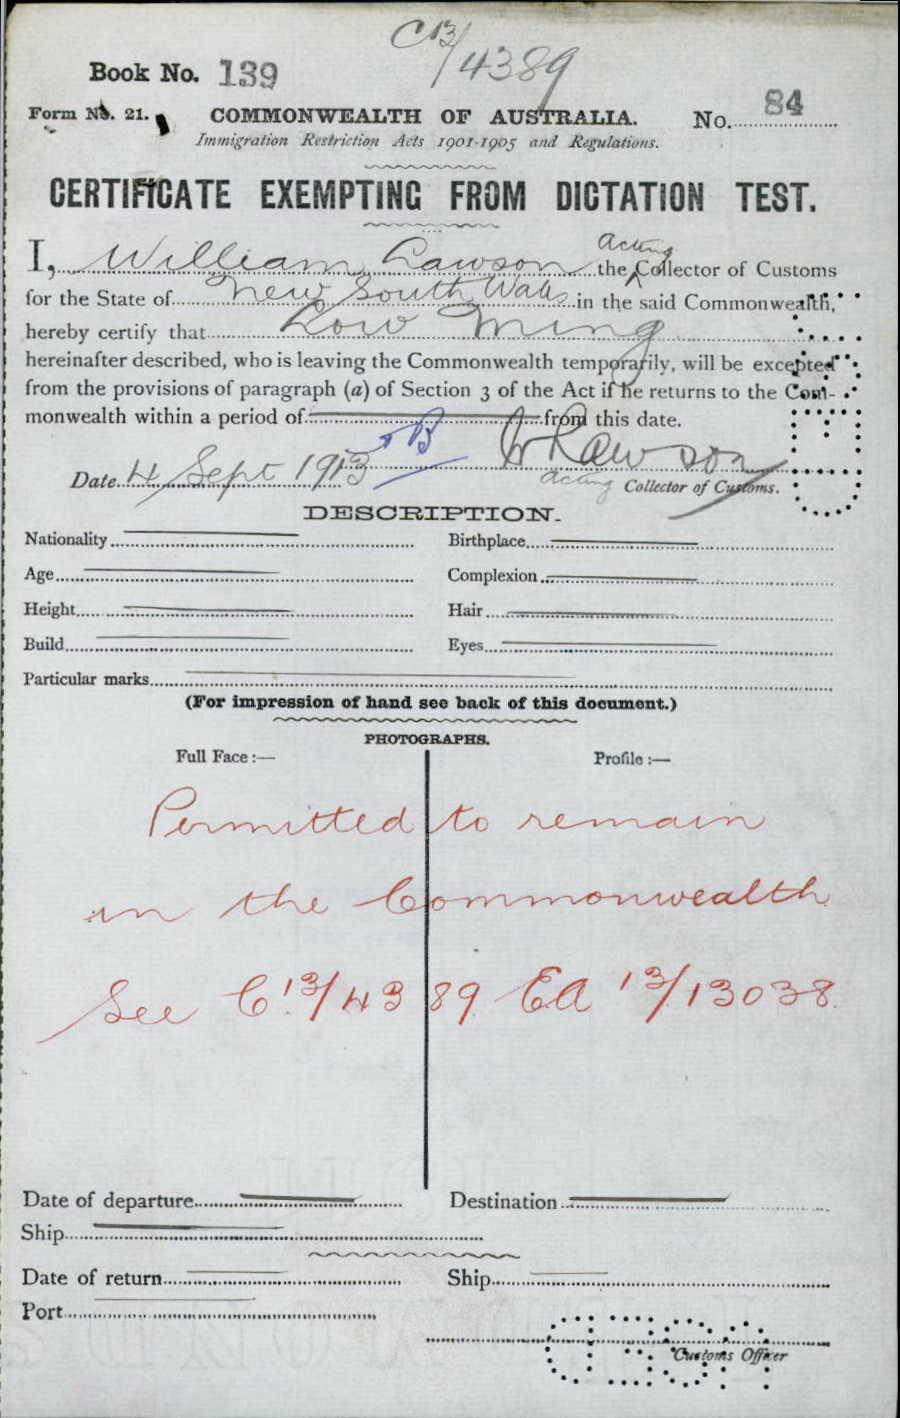 C13/4389
Book No. 139
Form No. 21. COMMONWEALTH OF AUSTRALIA. No. 84
Immigration Restriction Acts 1901-1905 and Regulations.
CERTIFICATE EXEMPTING FROM DICTATION TEST.
Acting
I, William Lawson the Collector of Customs
for the State of New South Wales in the said Commonwealth,
hereby certify that Low Ming
hereinafter described, who is leaving the Commonwealth temporarily, will be excepted
from the provisions of paragraph (a) of Section 3 of the Act if he returns to the Com-
monwealth within a period of from this date.
W Lawson
Date 4 Sept 1913 acting Collector of Customs.
DESCRIPTION.
Nationality Birthplace
Age Complexion
Height Hair
Build Eyes
Particular marks
(For impression of hand see back of this document.)
PHOTOGRAPHS.
Full Face :— Profile :—
Permitted to remain
in the Commonwealth
See C13/4389 EA 13/13038.
Date of departure Destination
Ship
Date of return Ship
Port
Customs Officer